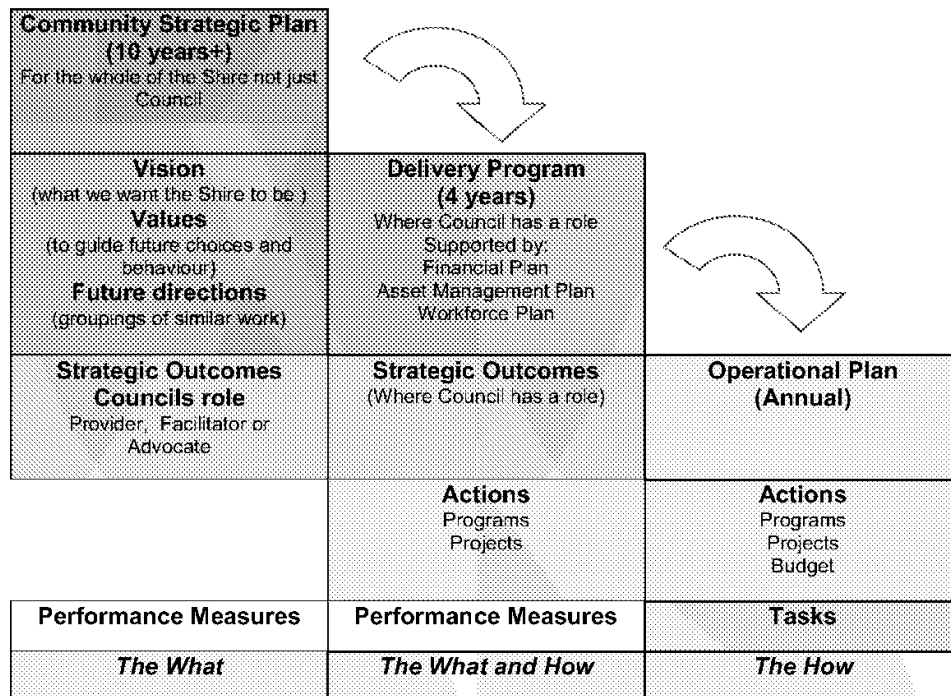 Community Strategic Plan
(10 years+)
For the whole of the Shire not just
Council
Vision
(what we want the Shire to be )
Values
(to guide future choices and
behaviour)
Future directions
(groupings of similar work)
Delivery Program
(4 years)
Where Council has a role
Supported by:
Financial Plan
Asset Management Plan
Workforce Plan
Strategic Outcomes
Councils role
Provider, Facilitator or
Advocate
Strategic Outcomes
(Where Council has a role)
Operational Plan
(Annual)
Actions
Programs
Projects
Actions
Programs
Projects
Budget
Performance Measures
Performance Measures
Tasks
The What
The What and How
The How